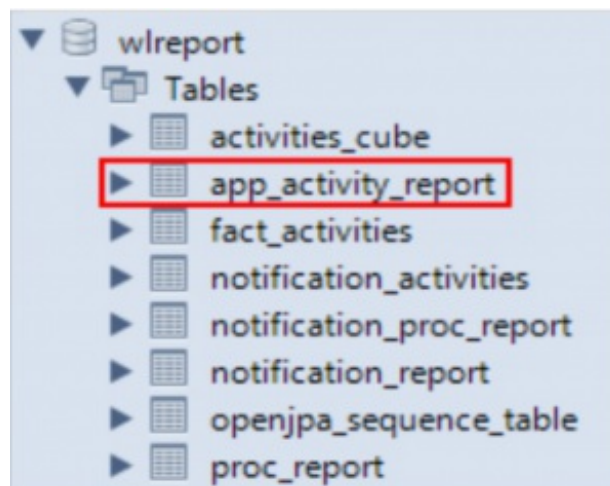 wlreport
Tables
activities_cube
app_activity_report
fact_activities
notification_activities
notification_proc_report
notification_report
openjpa_sequence_table
proc_report